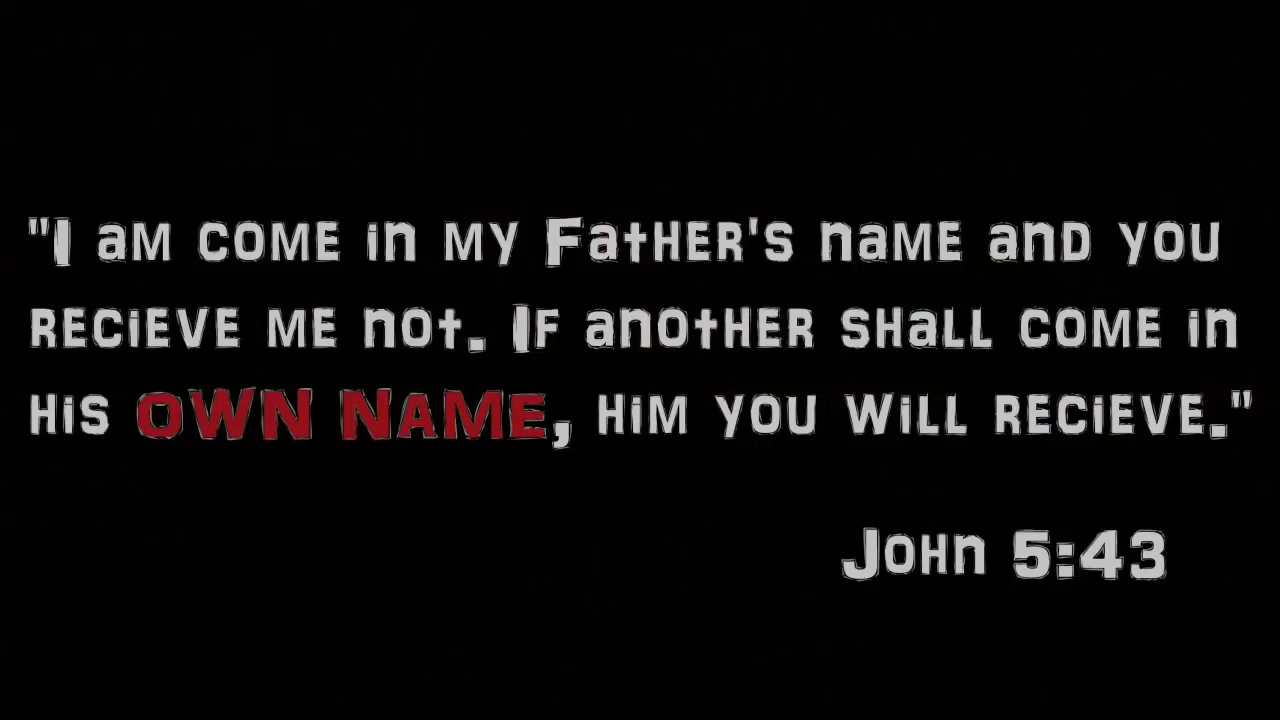 "I am come in my Father's name and you
recieve me not. If another shall come in
his OWN NAME, him you will recieve."
John 5:43